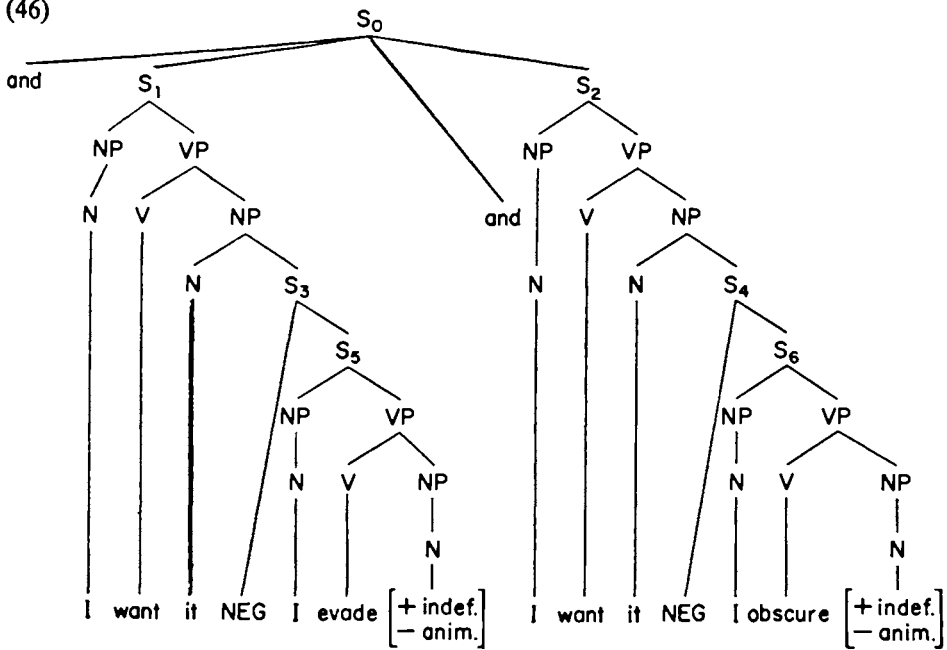 (46)
S₀
and S₁ S₂
NP VP NP VP
N V NP and V NP
N S₃ N N S₄
S₅ S₆
NP VP NP VP
N V NP N V NP
N N
I want it NEG I evade [+ indef. − anim.] I want it NEG I obscure [+ indef. − anim.]